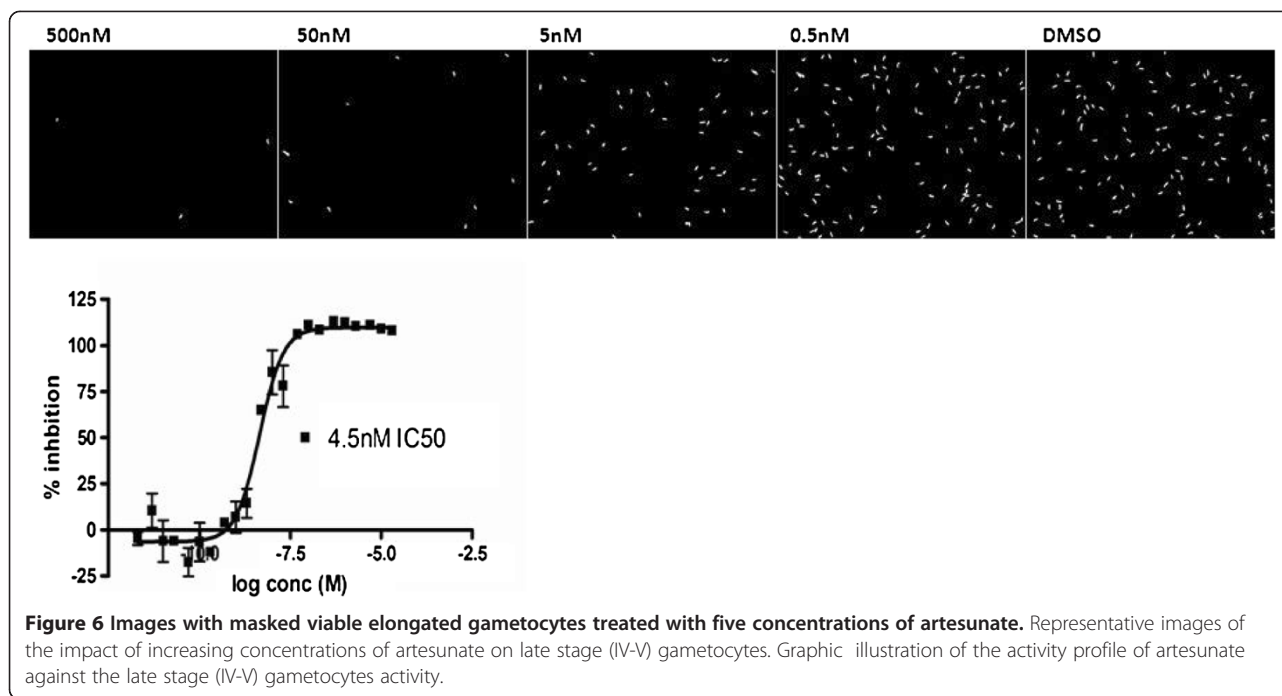 500nM 50nM 5nM 0.5nM DMSO
125
100
75
50
25
0
-25
% inhbition
4.5nM IC50
-10.0 -7.5 -5.0 -2.5
log conc (M)
Figure 6 Images with masked viable elongated gametocytes treated with five concentrations of artesunate. Representative images of
the impact of increasing concentrations of artesunate on late stage (IV-V) gametocytes. Graphic illustration of the activity profile of artesunate
against the late stage (IV-V) gametocytes activity.